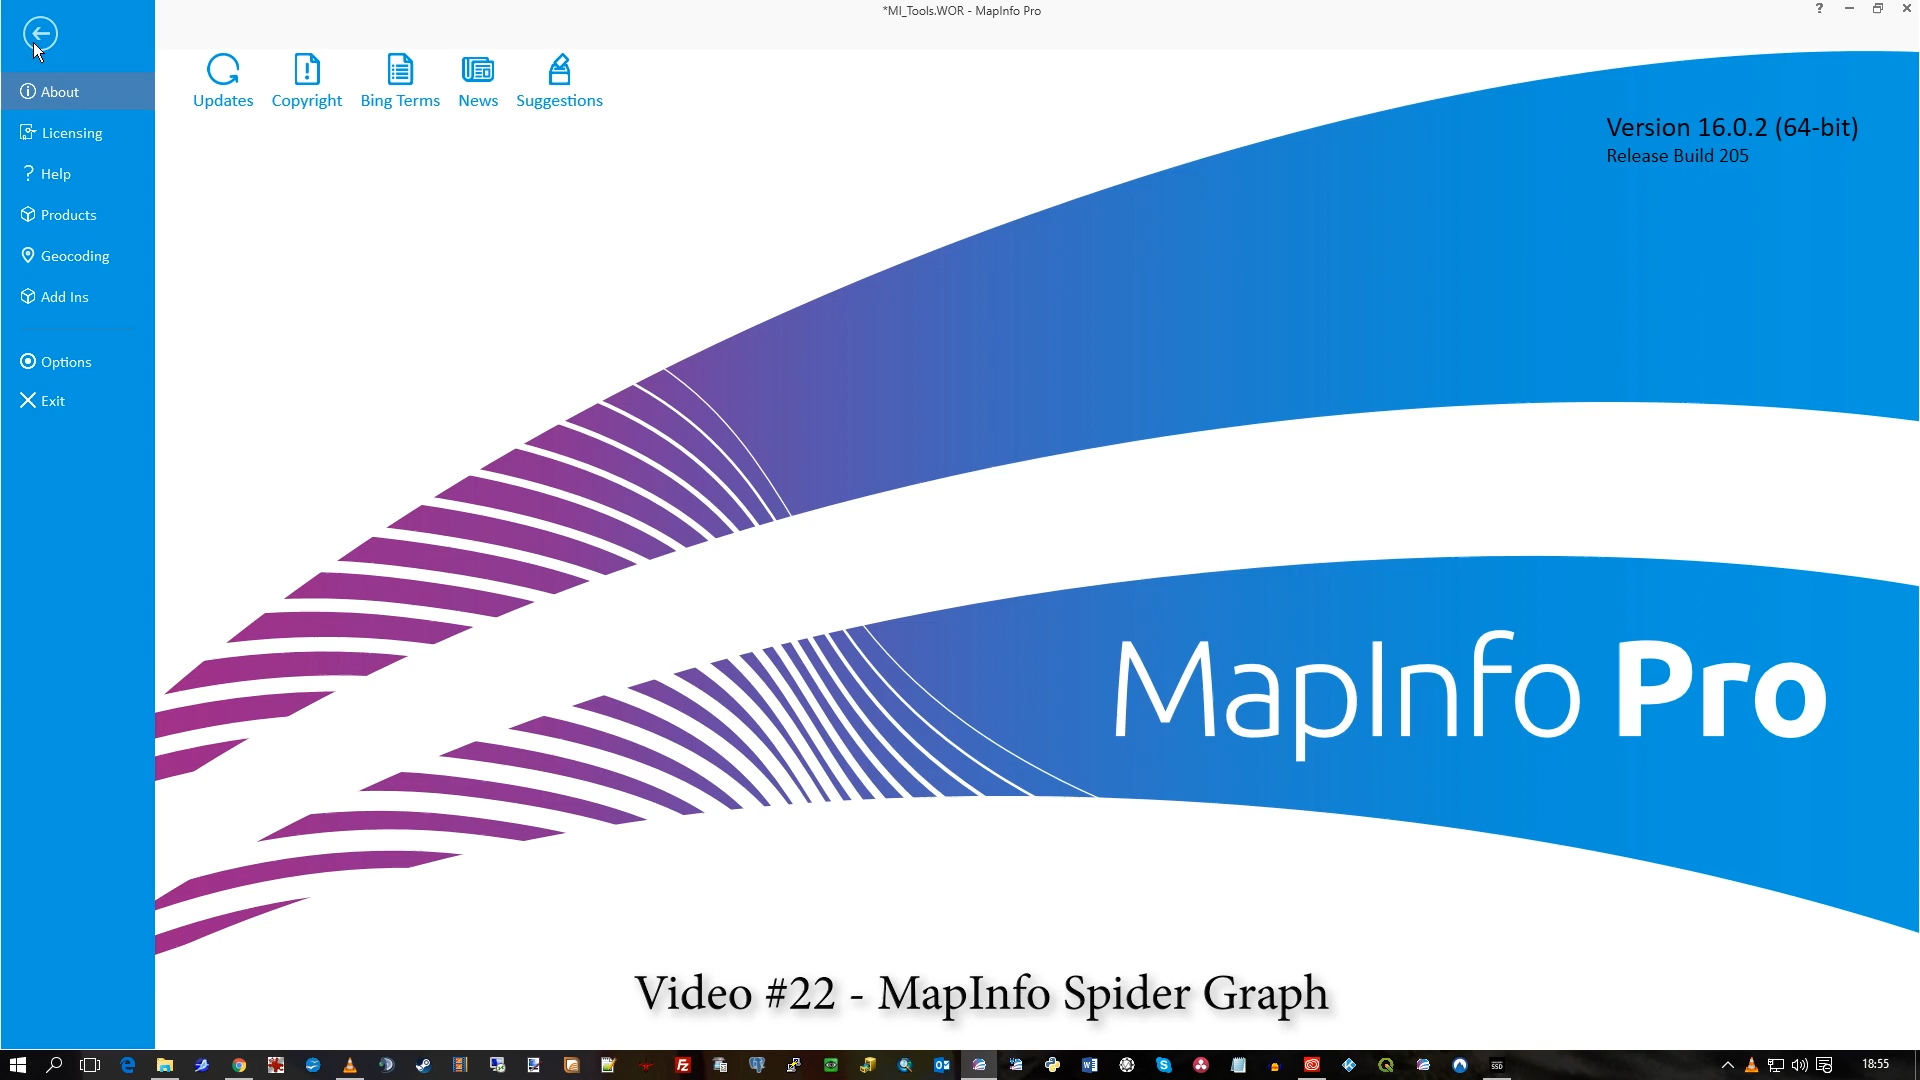 *MI_Tools.WOR - MapInfo Pro
?
About
Licensing
Help
Products
Geocoding
Add Ins
Options
Exit
Updates Copyright Bing Terms News Suggestions
Version 16.0.2 (64-bit)
Release Build 205
MapInfo Pro
Video #22 - MapInfo Spider Graph
18:55